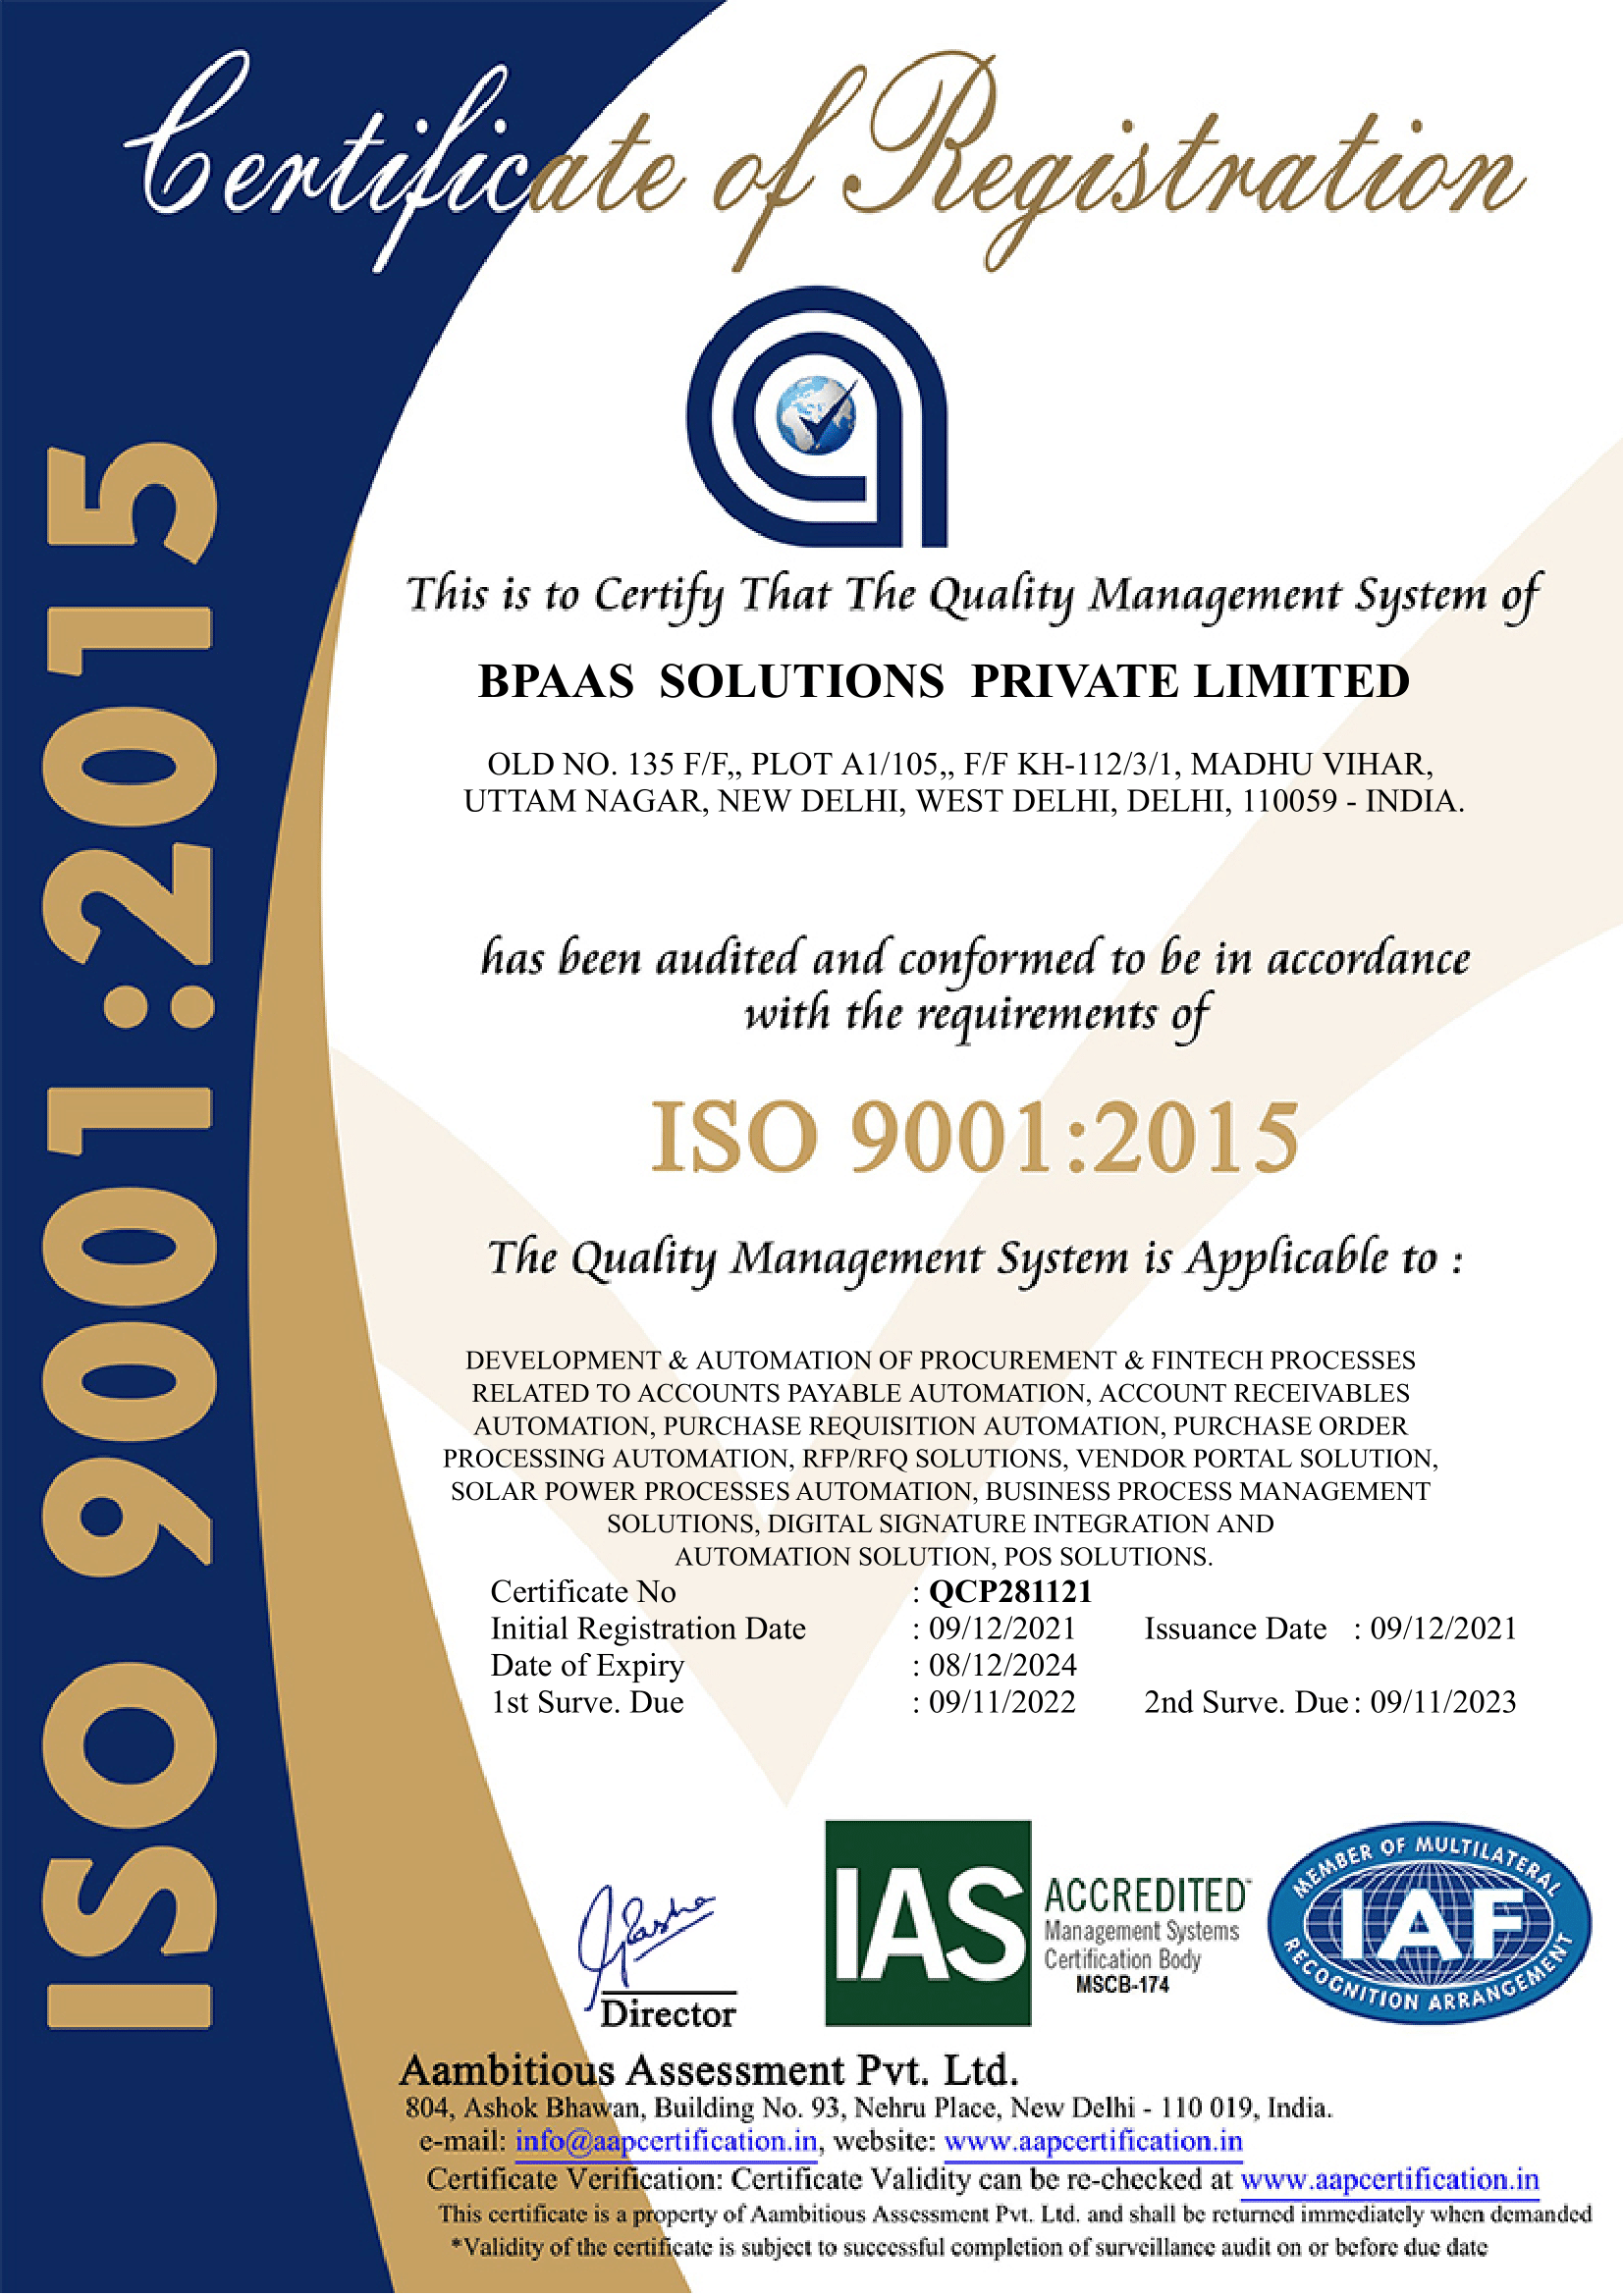 Certificate of Registration
ISO 9001:2015
This is to Certify That The Quality Management System of
BPAAS SOLUTIONS PRIVATE LIMITED
OLD NO. 135 F/F,, PLOT A1/105,, F/F KH-112/3/1, MADHU VIHAR,
UTTAM NAGAR, NEW DELHI, WEST DELHI, DELHI, 110059 - INDIA.
has been audited and conformed to be in accordance
with the requirements of
ISO 9001:2015
The Quality Management System is Applicable to :
DEVELOPMENT & AUTOMATION OF PROCUREMENT & FINTECH PROCESSES
RELATED TO ACCOUNTS PAYABLE AUTOMATION, ACCOUNT RECEIVABLES
AUTOMATION, PURCHASE REQUISITION AUTOMATION, PURCHASE ORDER
PROCESSING AUTOMATION, RFP/RFQ SOLUTIONS, VENDOR PORTAL SOLUTION,
SOLAR POWER PROCESSES AUTOMATION, BUSINESS PROCESS MANAGEMENT
SOLUTIONS, DIGITAL SIGNATURE INTEGRATION AND
AUTOMATION SOLUTION, POS SOLUTIONS.
Certificate No : QCP281121
Initial Registration Date : 09/12/2021 Issuance Date : 09/12/2021
Date of Expiry : 08/12/2024
1st Surve. Due : 09/11/2022 2nd Surve. Due : 09/11/2023
Director
IAS
ACCREDITED
Management Systems
Certification Body
MSCB-174
MEMBER OF MULTILATERAL
IAF
RECOGNITION ARRANGEMENT
Aambitious Assessment Pvt. Ltd.
804, Ashok Bhawan, Building No. 93, Nehru Place, New Delhi - 110 019, India.
e-mail: info@aapcertification.in, website: www.aapcertification.in
Certificate Verification: Certificate Validity can be re-checked at www.aapcertification.in
This certificate is a property of Aambitious Assessment Pvt. Ltd. and shall be returned immediately when demanded
*Validity of the certificate is subject to successful completion of surveillance audit on or before due date